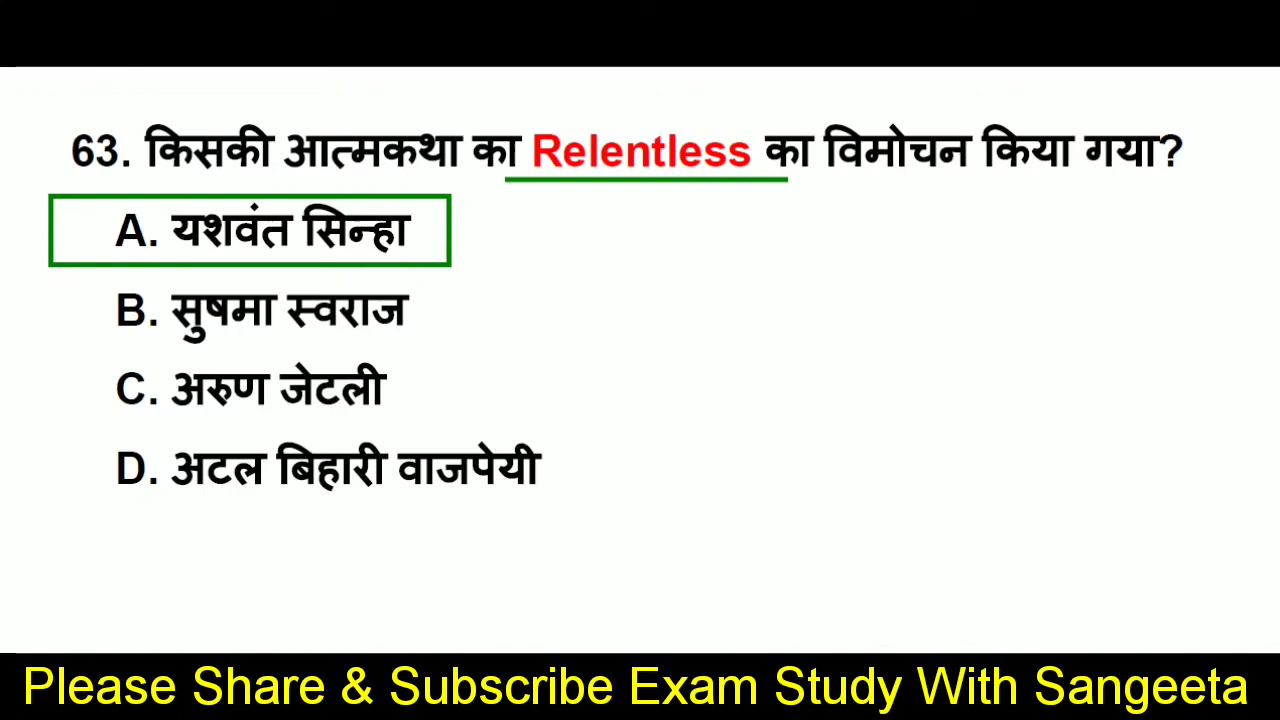 63. किसकी आत्मकथा का Relentless का विमोचन किया गया?
A. यशवंत सिन्हा
B. सुषमा स्वराज
C. अरुण जेटली
D. अटल बिहारी वाजपेयी
Please Share & Subscribe Exam Study With Sangeeta